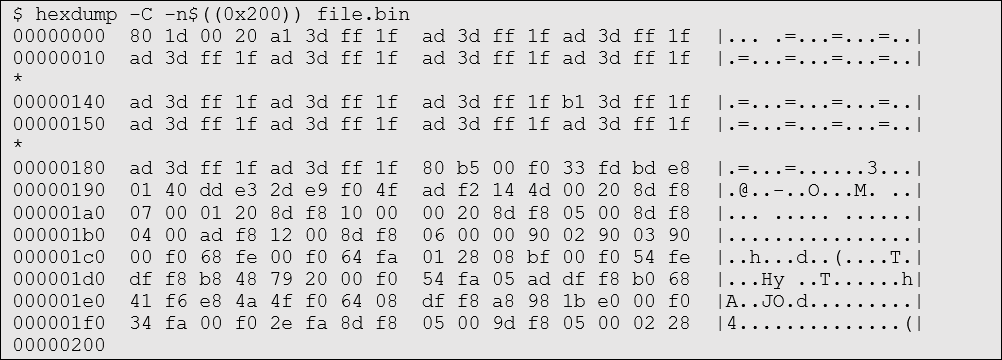 $ hexdump -C -n$((0x200)) file.bin
00000000  80 1d 00 20 a1 3d ff 1f  ad 3d ff 1f ad 3d ff 1f  |... .=...=...=..|
00000010  ad 3d ff 1f ad 3d ff 1f  ad 3d ff 1f ad 3d ff 1f  |.=...=...=...=..|
*
00000140  ad 3d ff 1f ad 3d ff 1f  ad 3d ff 1f b1 3d ff 1f  |.=...=...=...=..|
00000150  ad 3d ff 1f ad 3d ff 1f  ad 3d ff 1f ad 3d ff 1f  |.=...=...=...=..|
*
00000180  ad 3d ff 1f ad 3d ff 1f  80 b5 00 f0 33 fd bd e8  |.=...=......3...|
00000190  01 40 dd e3 2d e9 f0 4f  ad f2 14 4d 00 20 8d f8  |.@..-..O...M. ..|
000001a0  07 00 01 20 8d f8 10 00  00 20 8d f8 05 00 8d f8  |... ..... ......|
000001b0  04 00 ad f8 12 00 8d f8  06 00 00 90 02 90 03 90  |................|
000001c0  00 f0 68 fe 00 f0 64 fa  01 28 08 bf 00 f0 54 fe  |..h...d..(....T.|
000001d0  df f8 b8 48 79 20 00 f0  54 fa 05 ad df f8 b0 68  |...Hy ..T......h|
000001e0  41 f6 e8 4a 4f f0 64 08  df f8 a8 98 1b e0 00 f0  |A..JO.d.........|
000001f0  34 fa 00 f0 2e fa 8d f8  05 00 9d f8 05 00 02 28  |4..............(|
00000200